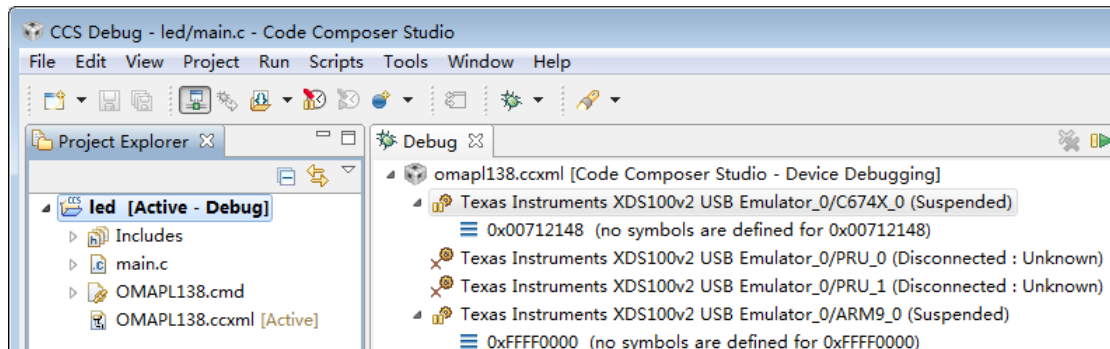 CCS Debug - led/main.c - Code Composer Studio
File Edit View Project Run Scripts Tools Window Help
Project Explorer
led [Active - Debug]
Includes
main.c
OMAPL138.cmd
OMAPL138.ccxml [Active]
Debug
omapl138.ccxml [Code Composer Studio - Device Debugging]
Texas Instruments XDS100v2 USB Emulator_0/C674X_0 (Suspended)
0x00712148 (no symbols are defined for 0x00712148)
Texas Instruments XDS100v2 USB Emulator_0/PRU_0 (Disconnected : Unknown)
Texas Instruments XDS100v2 USB Emulator_0/PRU_1 (Disconnected : Unknown)
Texas Instruments XDS100v2 USB Emulator_0/ARM9_0 (Suspended)
0xFFFF0000 (no symbols are defined for 0xFFFF0000)